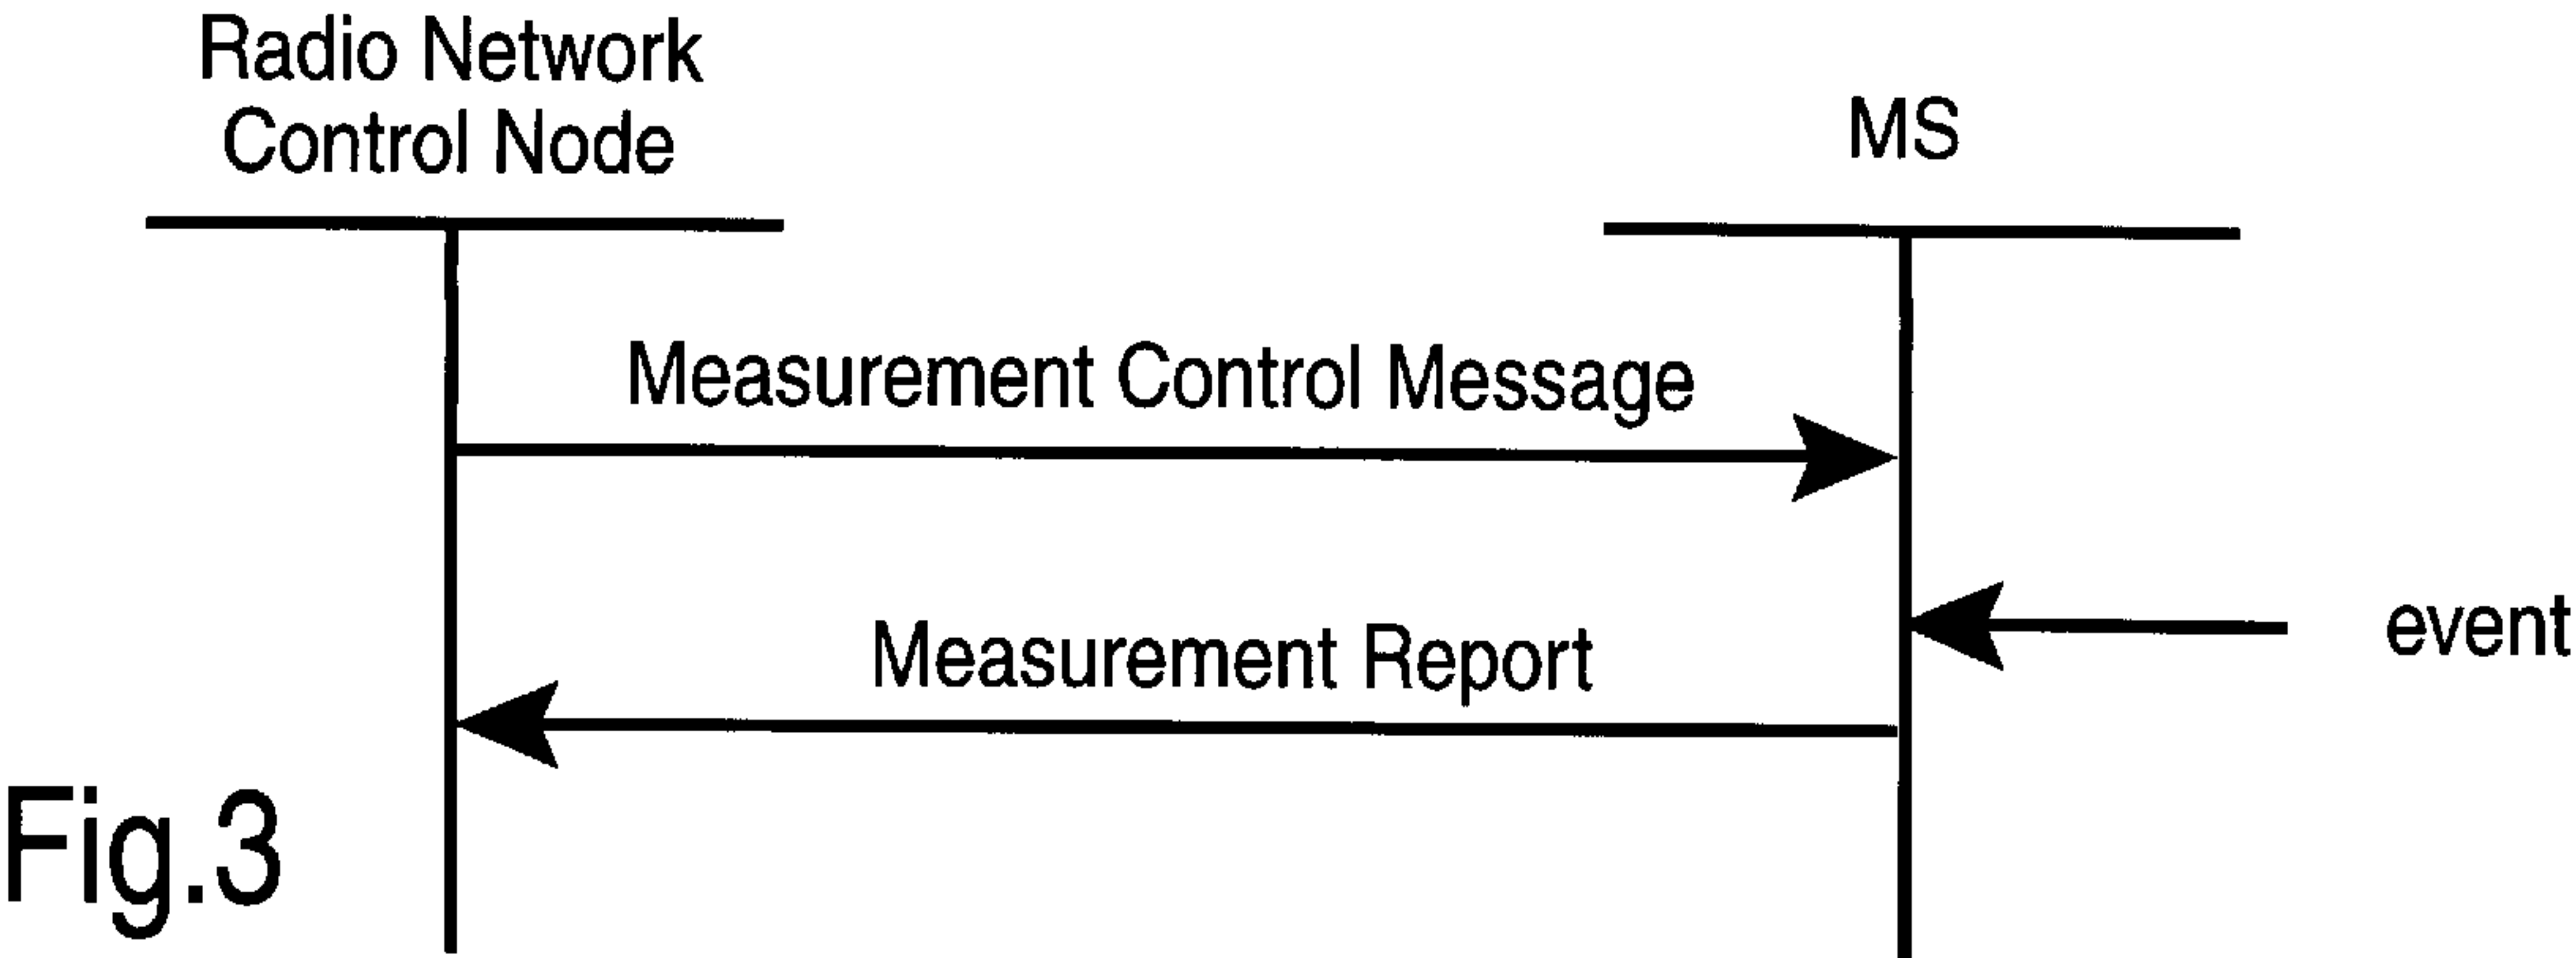 Radio Network
Control Node
MS
Measurement Control Message
event
Measurement Report
Fig.3